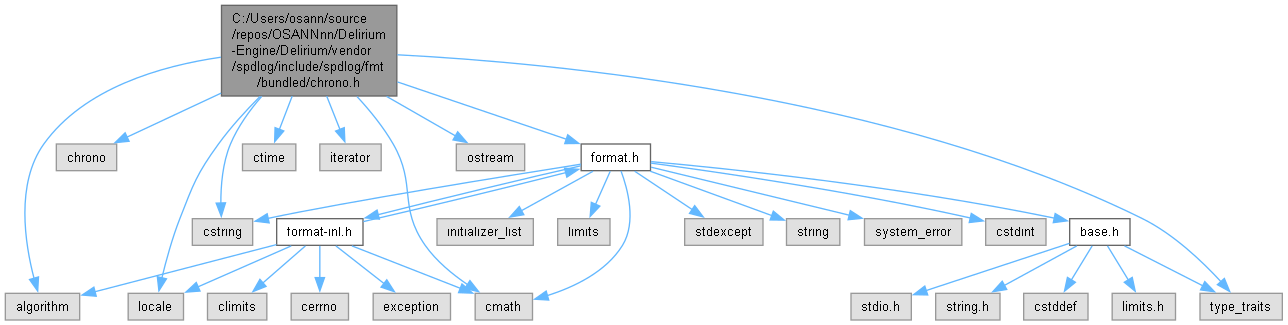 C:/Users/osann/source
/repos/OSANNnn/Delirium
-Engine/Delirium/vendor
/spdlog/include/spdlog/fmt
/bundled/chrono.h
chrono
ctime
iterator
ostream
format.h
cstring
format-inl.h
initializer_list
limits
stdexcept
string
system_error
cstdint
base.h
algorithm
locale
climits
cerrno
exception
cmath
stdio.h
string.h
cstddef
limits.h
type_traits